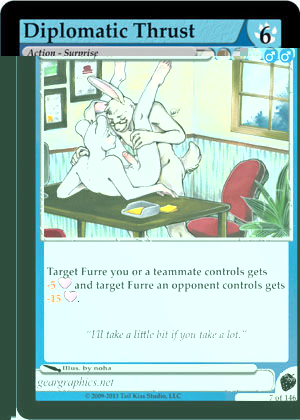 Diplomatic Thrust
6
Action - Surprise
Target Furre you or a teammate controls gets
-5 and target Furre an opponent controls gets
-15 .
"I'll take a little bit if you take a lot."
Illus. by noha
geargraphics.net
© 2009-2013 Tail Kiss Studio, LLC
7 of 146